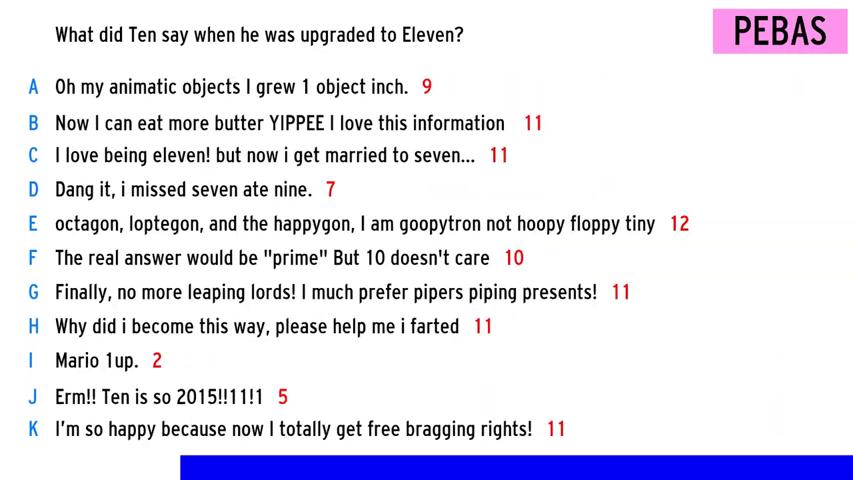 What did Ten say when he was upgraded to Eleven?
PEBAS
A Oh my animatic objects I grew 1 object inch. 9
B Now I can eat more butter YIPPEE I love this information 11
C I love being eleven! but now i get married to seven... 11
D Dang it, i missed seven ate nine. 7
E octagon, loptegon, and the happygon, I am goopytron not hoopy floppy tiny 12
F The real answer would be "prime" But 10 doesn't care 10
G Finally, no more leaping lords! I much prefer pipers piping presents! 11
H Why did i become this way, please help me i farted 11
I Mario 1up. 2
J Erm!! Ten is so 2015!!11!1 5
K I'm so happy because now I totally get free bragging rights! 11